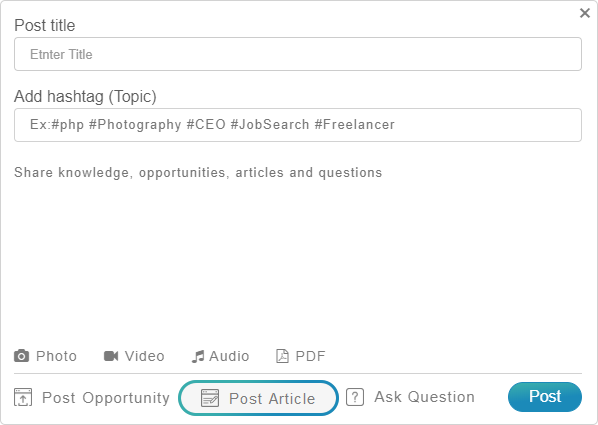 Post title
Etnter Title
Add hashtag (Topic)
Ex:#php #Photography #CEO #JobSearch #Freelancer
Share knowledge, opportunities, articles and questions
Photo Video Audio PDF
Post Opportunity Post Article ? Ask Question Post